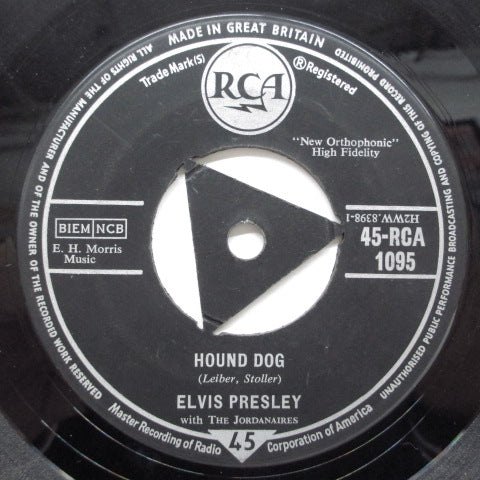 MADE IN GREAT BRITAIN
ALL RIGHTS OF THE MANUFACTURER AND OF THE OWNER OF THE RECORDED WORK RESERVED
UNAUTHORISED PUBLIC PERFORMANCE BROADCASTING AND COPYING OF THIS RECORD PROHIBITED
Trade Mark(s)
RCA
®Registered
"New Orthophonic"
High Fidelity
BIEM NCB
E. H. Morris
Music
H2WW.8398-1
45-RCA
1095
HOUND DOG
(Leiber, Stoller)
ELVIS PRESLEY
with THE JORDANAIRES
Master Recording of Radio
45
Corporation of America